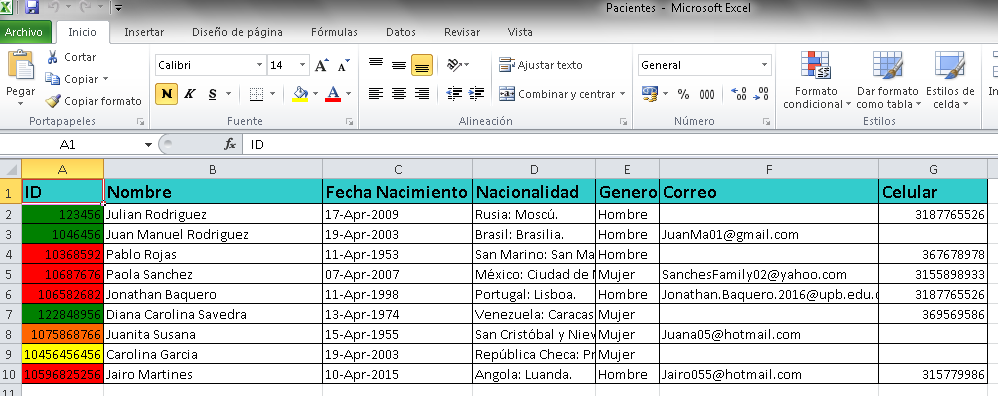 Pacientes - Microsoft Excel
Archivo Inicio Insertar Diseño de página Fórmulas Datos Revisar Vista
Pegar Cortar Copiar Copiar formato
Calibri 14 A A
N K S A
Ajustar texto
Combinar y centrar
General
$ % 000 ,00 ,00
Formato condicional Dar formato como tabla Estilos de celda
Portapapeles Fuente Alineación Número Estilos
A1 fx ID
A B C D E F G
1 ID Nombre Fecha Nacimiento Nacionalidad Genero Correo Celular
2 123456 Julian Rodriguez 17-Apr-2009 Rusia: Moscú. Hombre 3187765526
3 1046456 Juan Manuel Rodriguez 19-Apr-2003 Brasil: Brasilia. Hombre JuanMa01@gmail.com
4 10368592 Pablo Rojas 11-Apr-1953 San Marino: San Ma Hombre 367678978
5 10687676 Paola Sanchez 07-Apr-2007 México: Ciudad de Mujer SanchesFamily02@yahoo.com 3155898933
6 106582682 Jonathan Baquero 11-Apr-1998 Portugal: Lisboa. Hombre Jonathan.Baquero.2016@upb.edu. 3187765526
7 122848956 Diana Carolina Savedra 13-Apr-1974 Venezuela: Caracas Mujer 369569586
8 1075868766 Juanita Susana 15-Apr-1955 San Cristóbal y Niev Mujer Juana05@hotmail.com
9 10456456456 Carolina Garcia 19-Apr-2003 República Checa: Pr Mujer
10 10596825256 Jairo Martines 10-Apr-2015 Angola: Luanda. Hombre Jairo055@hotmail.com 315779986
11